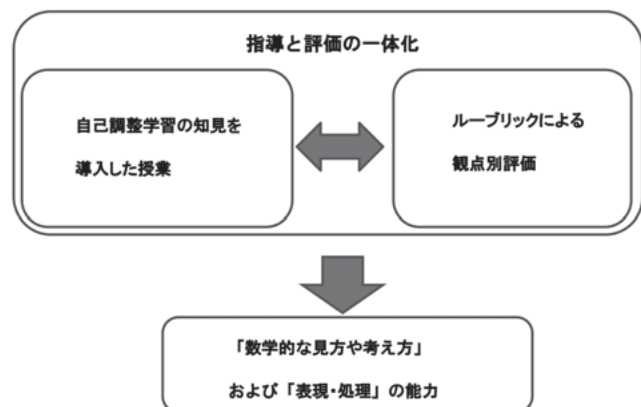 指導と評価の一体化
自己調整学習の知見を
導入した授業
ルーブリックによる
観点別評価
「数学的な見方や考え方」
および「表現・処理」の能力